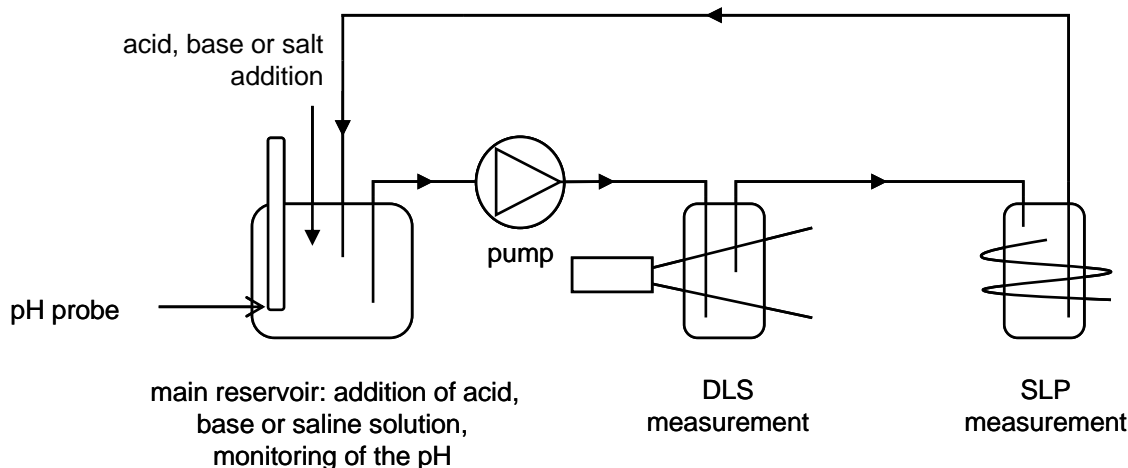 acid, base or salt
addition
pump
pH probe
main reservoir: addition of acid,
base or saline solution,
monitoring of the pH
DLS
measurement
SLP
measurement